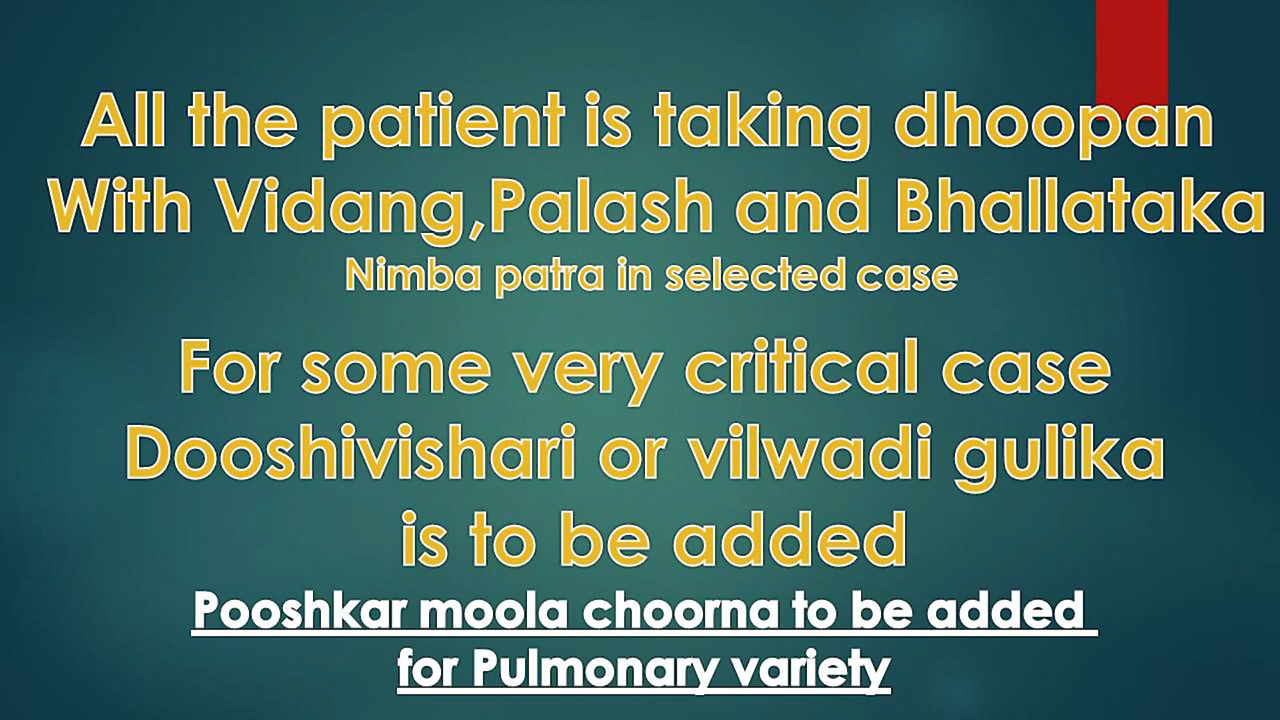 All the patient is taking dhoopan
With Vidang,Palash and Bhallataka
Nimba patra in selected case
For some very critical case
Dooshivishari or vilwadi gulika
is to be added
Pooshkar moola choorna to be added
for Pulmonary variety